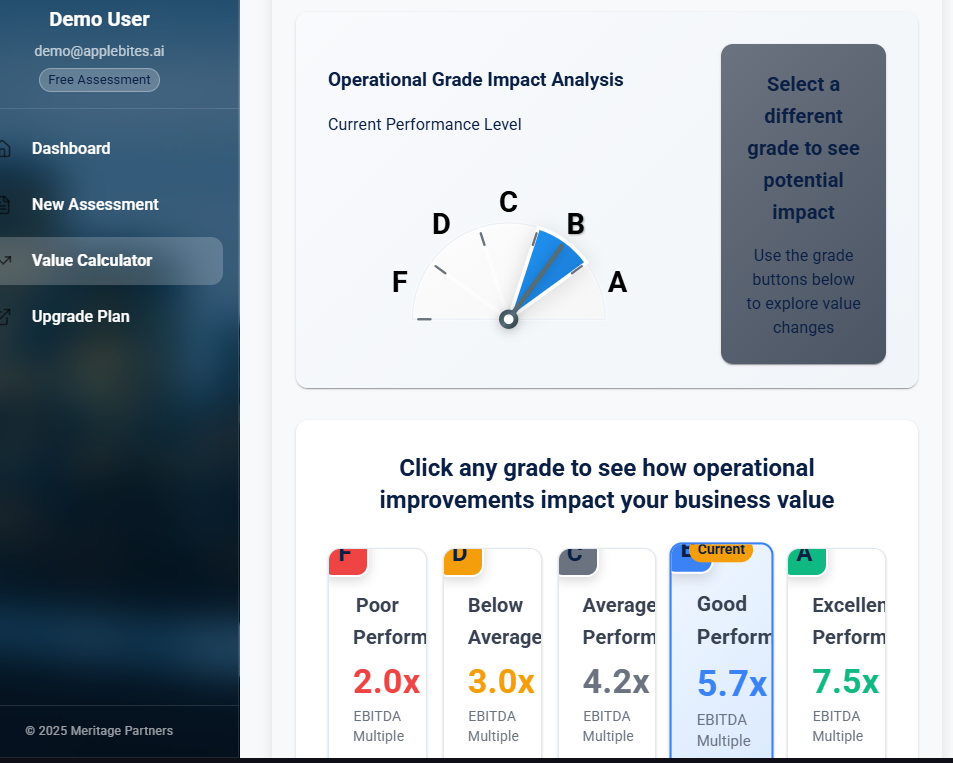 Demo User
demo@applebites.ai
Free Assessment
Dashboard
New Assessment
Value Calculator
Upgrade Plan
© 2025 Meritage Partners
Operational Grade Impact Analysis
Current Performance Level
F
D
C
B
A
Select a
different
grade to see
potential
impact
Use the grade
buttons below
to explore value
changes
Click any grade to see how operational
improvements impact your business value
F
Poor
Perform
2.0x
EBITDA
Multiple
D
Below
Average
3.0x
EBITDA
Multiple
C
Average
Perform
4.2x
EBITDA
Multiple
Current
Good
Perform
5.7x
EBITDA
Multiple
A
Excellen
Perform
7.5x
EBITDA
Multiple